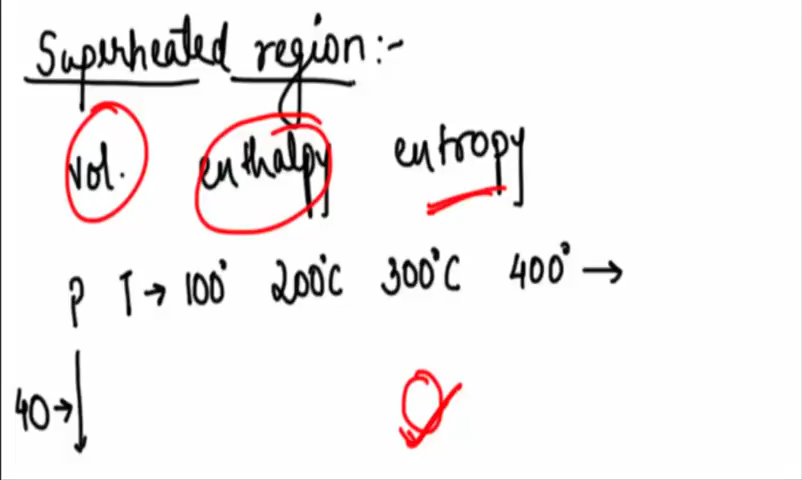 Superheated region :-
vol. enthalpy entropy
P T → 100° 200°C 300°C 400° →
40 →